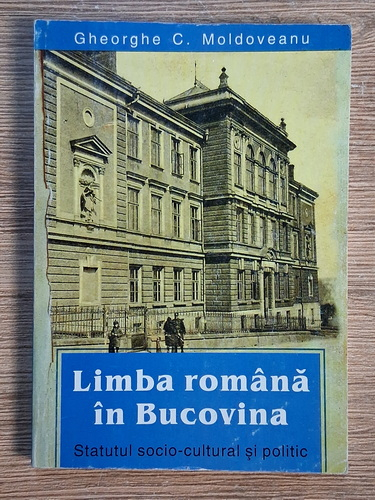 Gheorghe C. Moldoveanu
Limba română
în Bucovina
Statutul socio-cultural și politic